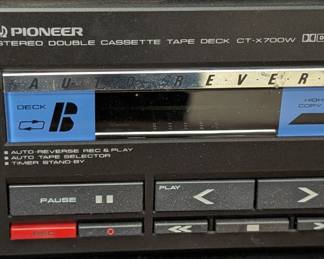 PIONEER
STEREO DOUBLE CASSETTE TAPE DECK CT-X700W
AUTO REVER
DECK
B
HIGH
COPY
AUTO-REVERSE REC & PLAY
AUTO TAPE SELECTOR
TIMER STAND-BY
PAUSE
PLAY
REC